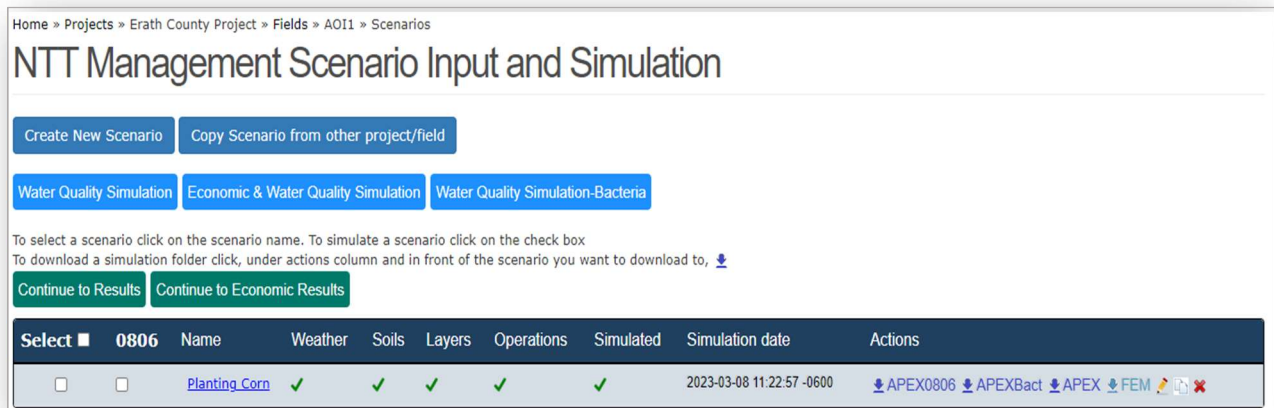 Home » Projects » Erath County Project » Fields » AOI1 » Scenarios
NTT Management Scenario Input and Simulation
Create New Scenario Copy Scenario from other project/field
Water Quality Simulation Economic & Water Quality Simulation Water Quality Simulation-Bacteria
To select a scenario click on the scenario name. To simulate a scenario click on the check box
To download a simulation folder click, under actions column and in front of the scenario you want to download to,
Continue to Results Continue to Economic Results
Select 0806 Name Weather Soils Layers Operations Simulated Simulation date Actions
Planting Corn 2023-03-08 11:22:57 -0600 APEX0806 APEXBact APEX FEM